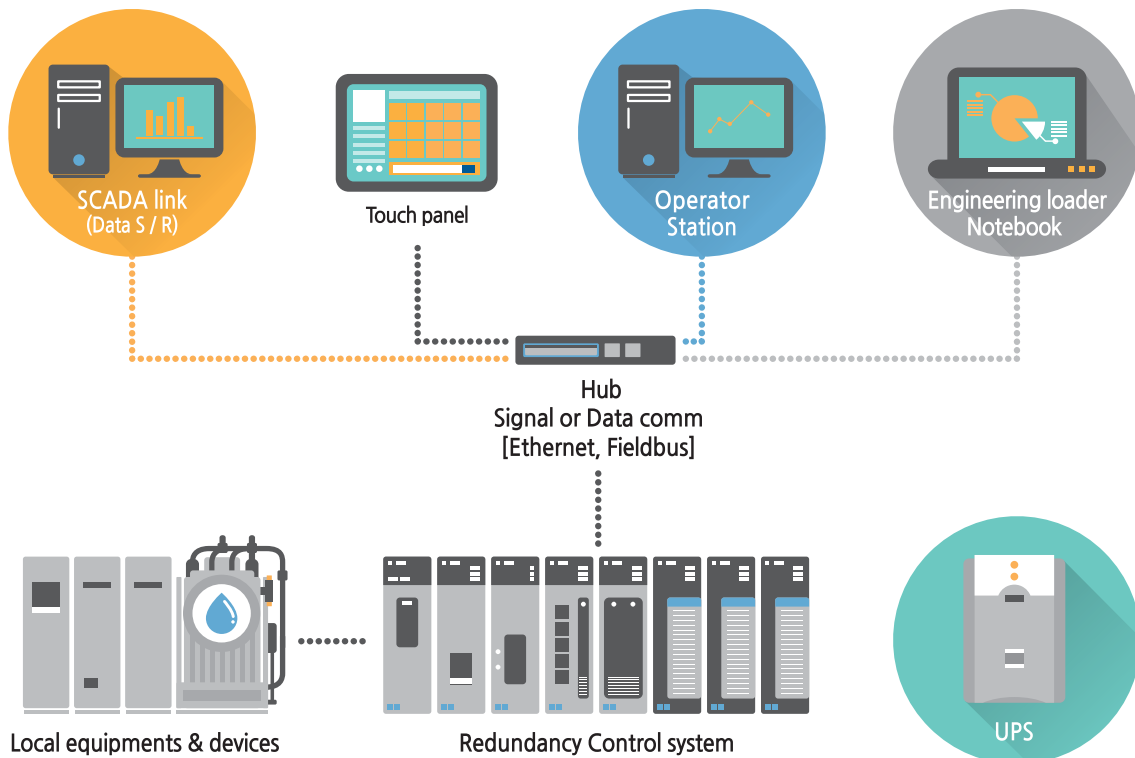 SCADA link
(Data S / R)
Touch panel
Operator
Station
Engineering loader
Notebook
Hub
Signal or Data comm
[Ethernet, Fieldbus]
Local equipments & devices
Redundancy Control system
UPS